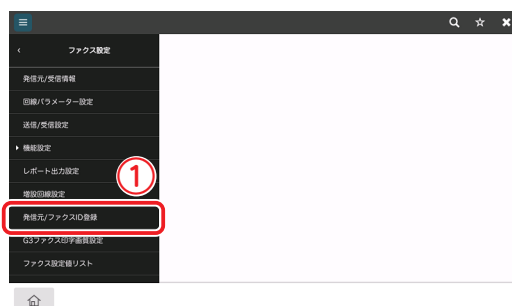 ファクス設定
発信元/受信情報
回線パラメーター設定
送信/受信設定
機能設定
レポート出力設定
①
増設回線設定
発信元/ファクスID登録
G3ファクス印字画質設定
ファクス設定値リスト